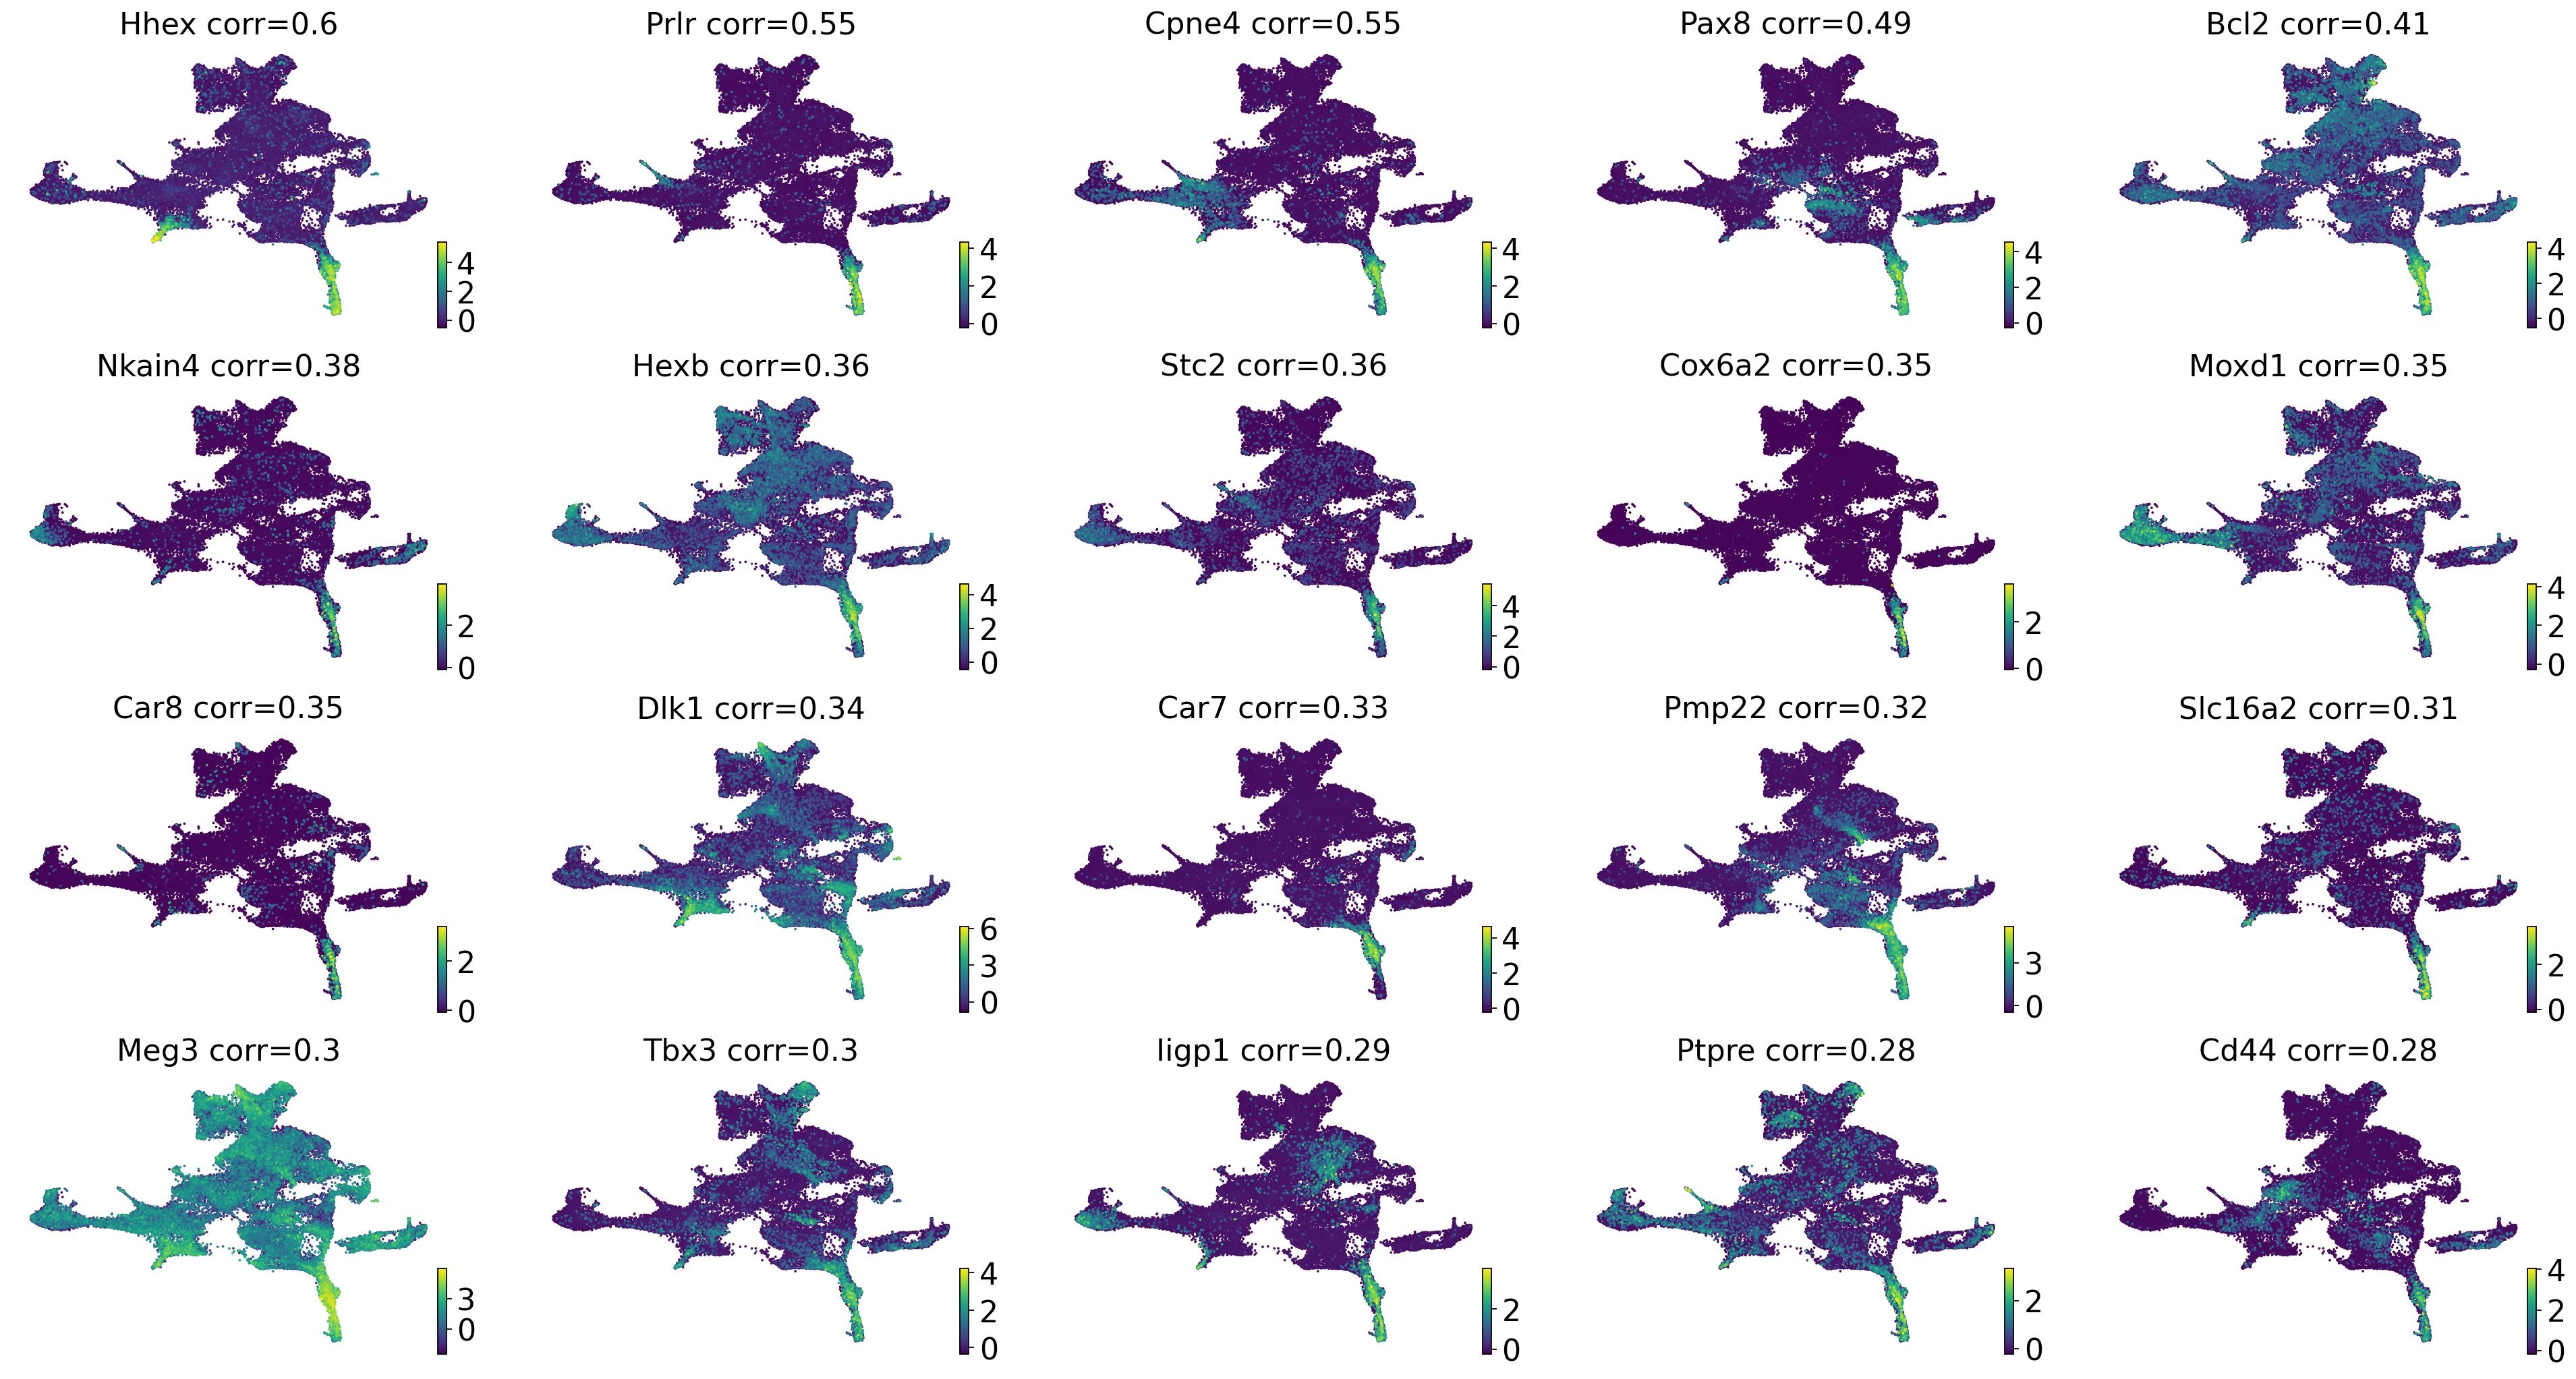 Hhex corr=0.6
Prlr corr=0.55
Cpne4 corr=0.55
Pax8 corr=0.49
Bcl2 corr=0.41
4
2
0
4
2
0
4
2
0
4
2
0
4
2
0
Nkain4 corr=0.38
Hexb corr=0.36
Stc2 corr=0.36
Cox6a2 corr=0.35
Moxd1 corr=0.35
2
0
4
2
0
4
2
0
2
0
4
2
0
Car8 corr=0.35
Dlk1 corr=0.34
Car7 corr=0.33
Pmp22 corr=0.32
Slc16a2 corr=0.31
2
0
6
3
0
4
2
0
3
0
2
0
Meg3 corr=0.3
Tbx3 corr=0.3
Iigp1 corr=0.29
Ptpre corr=0.28
Cd44 corr=0.28
3
0
4
2
0
2
0
2
0
4
2
0